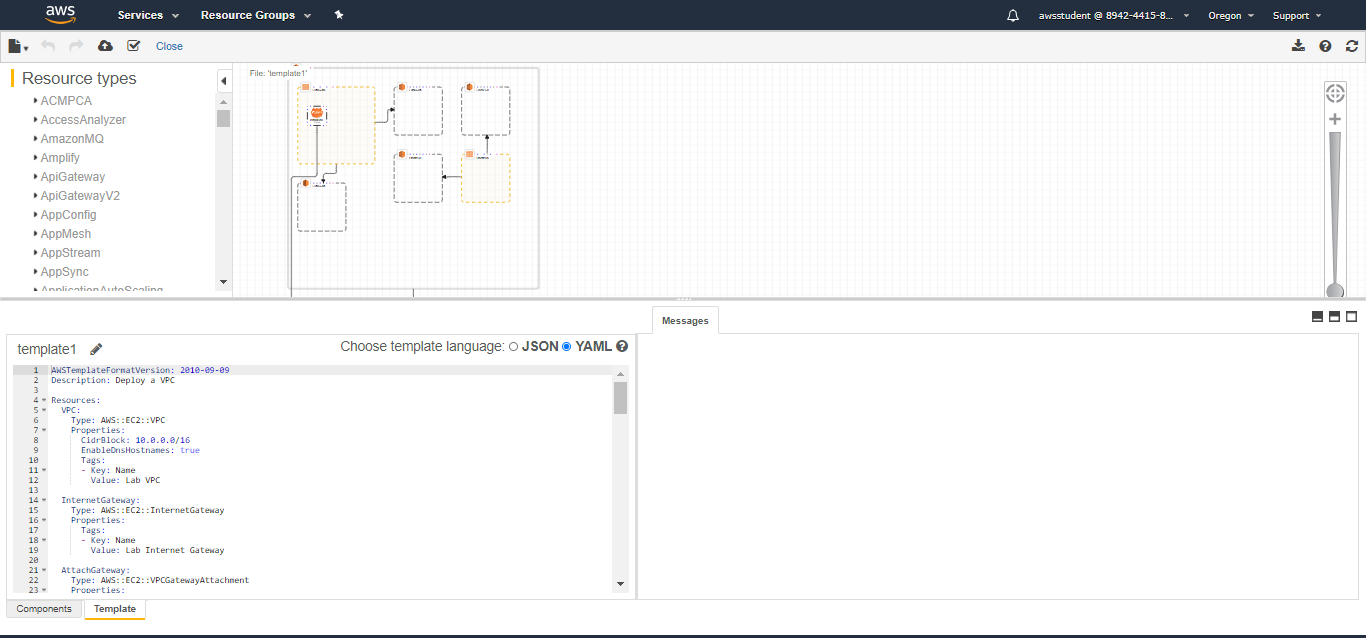 aws
Services
Resource Groups
awsstudent @ 8942-4415-8...
Oregon
Support
Close
Resource types
ACMPCA
AccessAnalyzer
AmazonMQ
Amplify
ApiGateway
ApiGatewayV2
AppConfig
AppMesh
AppStream
AppSync
ApplicationAutoScaling
File: 'template1'
Messages
template1
Choose template language: JSON YAML
1 AWSTemplateFormatVersion: 2010-09-09
2 Description: Deploy a VPC
3
4 Resources:
5 VPC:
6 Type: AWS::EC2::VPC
7 Properties:
8 CidrBlock: 10.0.0.0/16
9 EnableDnsHostnames: true
10 Tags:
11 - Key: Name
12 Value: Lab VPC
13
14 InternetGateway:
15 Type: AWS::EC2::InternetGateway
16 Properties:
17 Tags:
18 - Key: Name
19 Value: Lab Internet Gateway
20
21 AttachGateway:
22 Type: AWS::EC2::VPCGatewayAttachment
23 Properties:
Components
Template